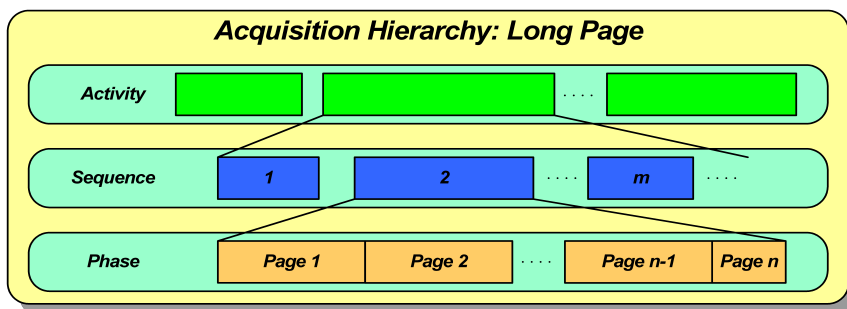 Acquisition Hierarchy: Long Page
Activity ....
Sequence 1 2 .... m ....
Phase Page 1 Page 2 .... Page n-1 Page n